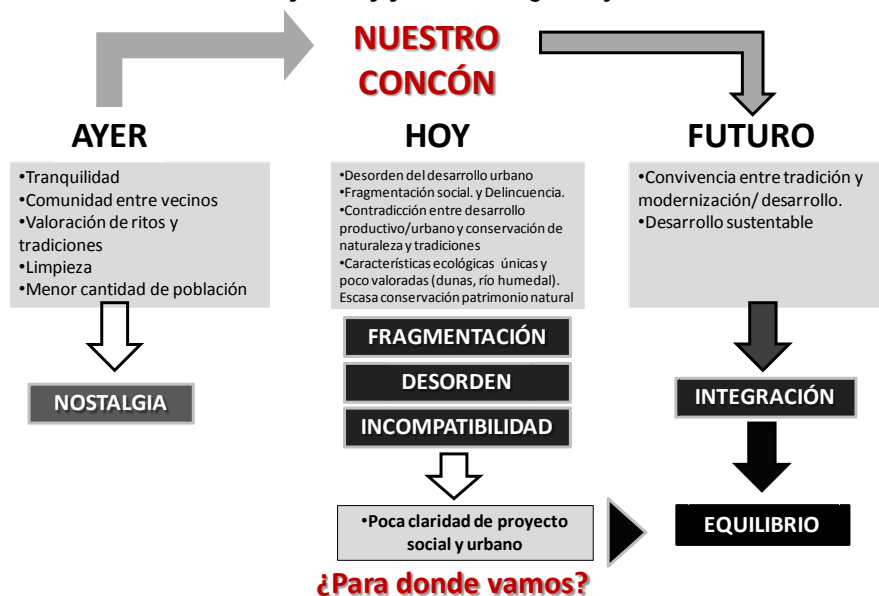 NUESTRO
CONCÓN
AYER
•Tranquilidad
•Comunidad entre vecinos
•Valoración de ritos y
tradiciones
•Limpieza
•Menor cantidad de población
NOSTALGIA
HOY
•Desorden del desarrollo urbano
•Fragmentación social. y Delincuencia.
•Contradicción entre desarrollo
productivo/urbano y conservación de
naturaleza y tradiciones
•Características ecológicas únicas y
poco valoradas (dunas, río humedal).
Escasa conservación patrimonio natural
FRAGMENTACIÓN
DESORDEN
INCOMPATIBILIDAD
•Poca claridad de proyecto
social y urbano
¿Para donde vamos?
FUTURO
•Convivencia entre tradición y
modernización/ desarrollo.
•Desarrollo sustentable
INTEGRACIÓN
EQUILIBRIO